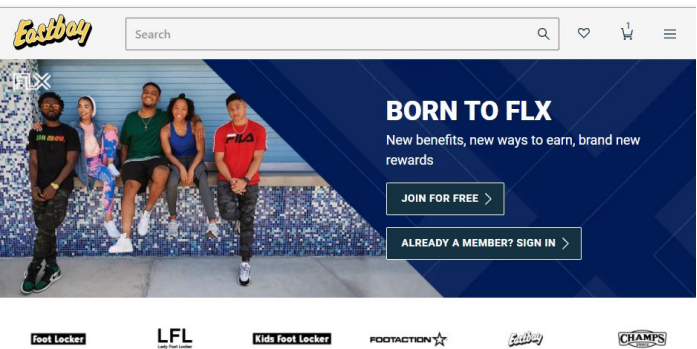 Eastbay
Search
1
FLX
FILA
BORN TO FLX
New benefits, new ways to earn, brand new
rewards
JOIN FOR FREE
ALREADY A MEMBER? SIGN IN
Foot Locker
LFL
Lady Foot Locker
Kids Foot Locker
FOOTACTION
Eastbay
CHAMPS